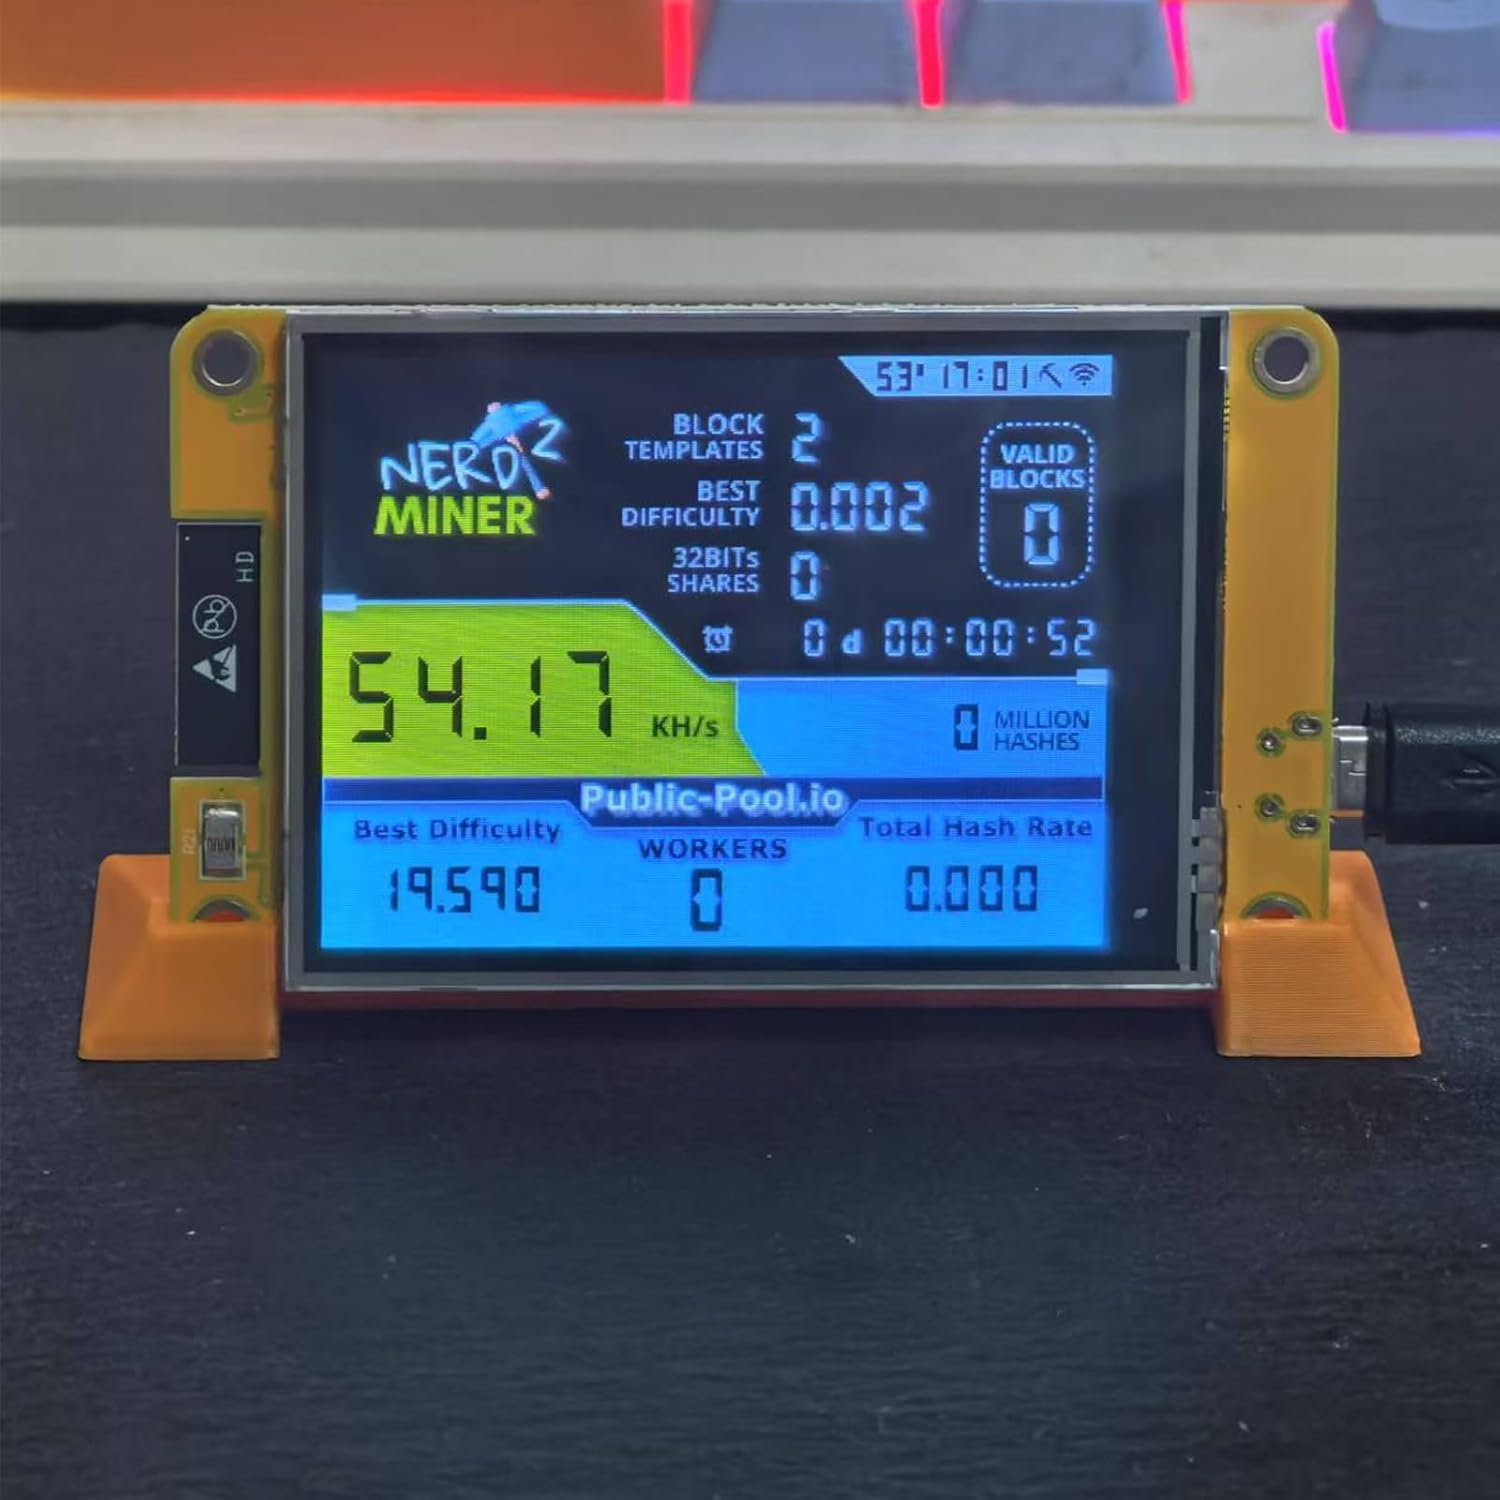 53° 17:01
NERD 2
MINER
BLOCK
TEMPLATES 2
BEST
DIFFICULTY 0.002
32BITs
SHARES 0
VALID
BLOCKS
0
0 d 00:00:52
54.17 KH/s
0 MILLION
HASHES
Public-Pool.io
Best Difficulty
WORKERS
Total Hash Rate
19.590
0
0.000
HD
Pb
R21